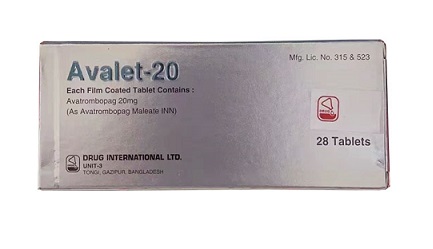 Mfg. Lic. No. 315 & 523
Avalet-20
Each Film Coated Tablet Contains :
Avatrombopag 20mg
(As Avatrombopag Maleate INN)
28 Tablets
DRUG INTERNATIONAL LTD.
UNIT-3
TONGI, GAZIPUR, BANGLADESH